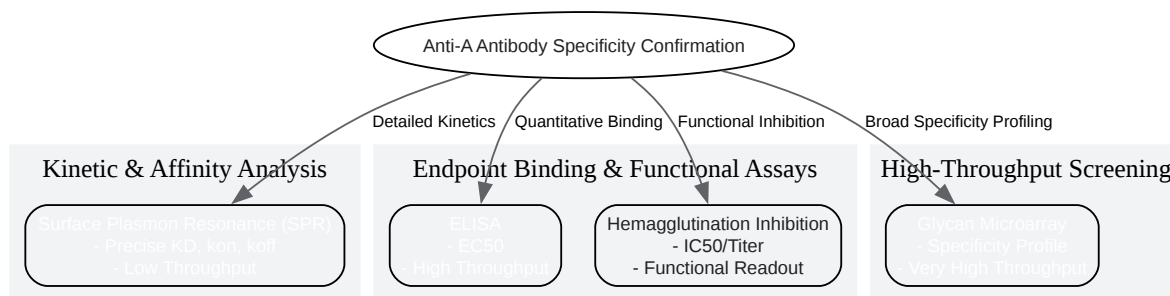 Anti-A Antibody Specificity Confirmation
Detailed Kinetics
Quantitative Binding
Functional Inhibition
Broad Specificity Profiling
Kinetic & Affinity Analysis
Endpoint Binding & Functional Assays
High-Throughput Screening
Surface Plasmon Resonance (SPR)
- Precise KD, kon, koff
- Low Throughput
ELISA
- EC50
- High Throughput
Hemagglutination Inhibition
- IC50/Titer
- Functional Readout
Glycan Microarray
- Specificity Profile
- Very High Throughput